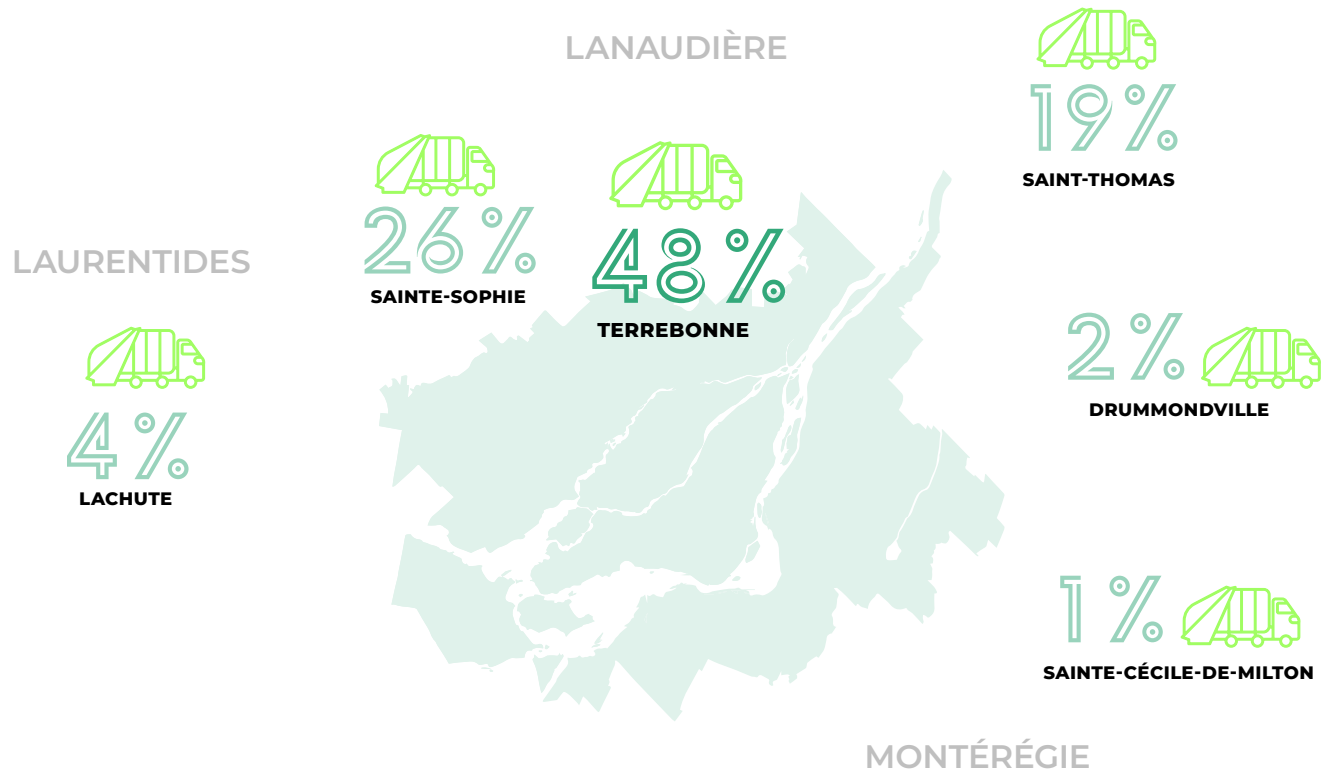 LANAUDIÈRE
19 %
SAINT-THOMAS
26 %
SAINTE-SOPHIE
48 %
TERREBONNE
LAURENTIDES
4 %
LACHUTE
2 %
DRUMMONDVILLE
1 %
SAINTE-CÉCILE-DE-MILTON
MONTÉRÉGIE